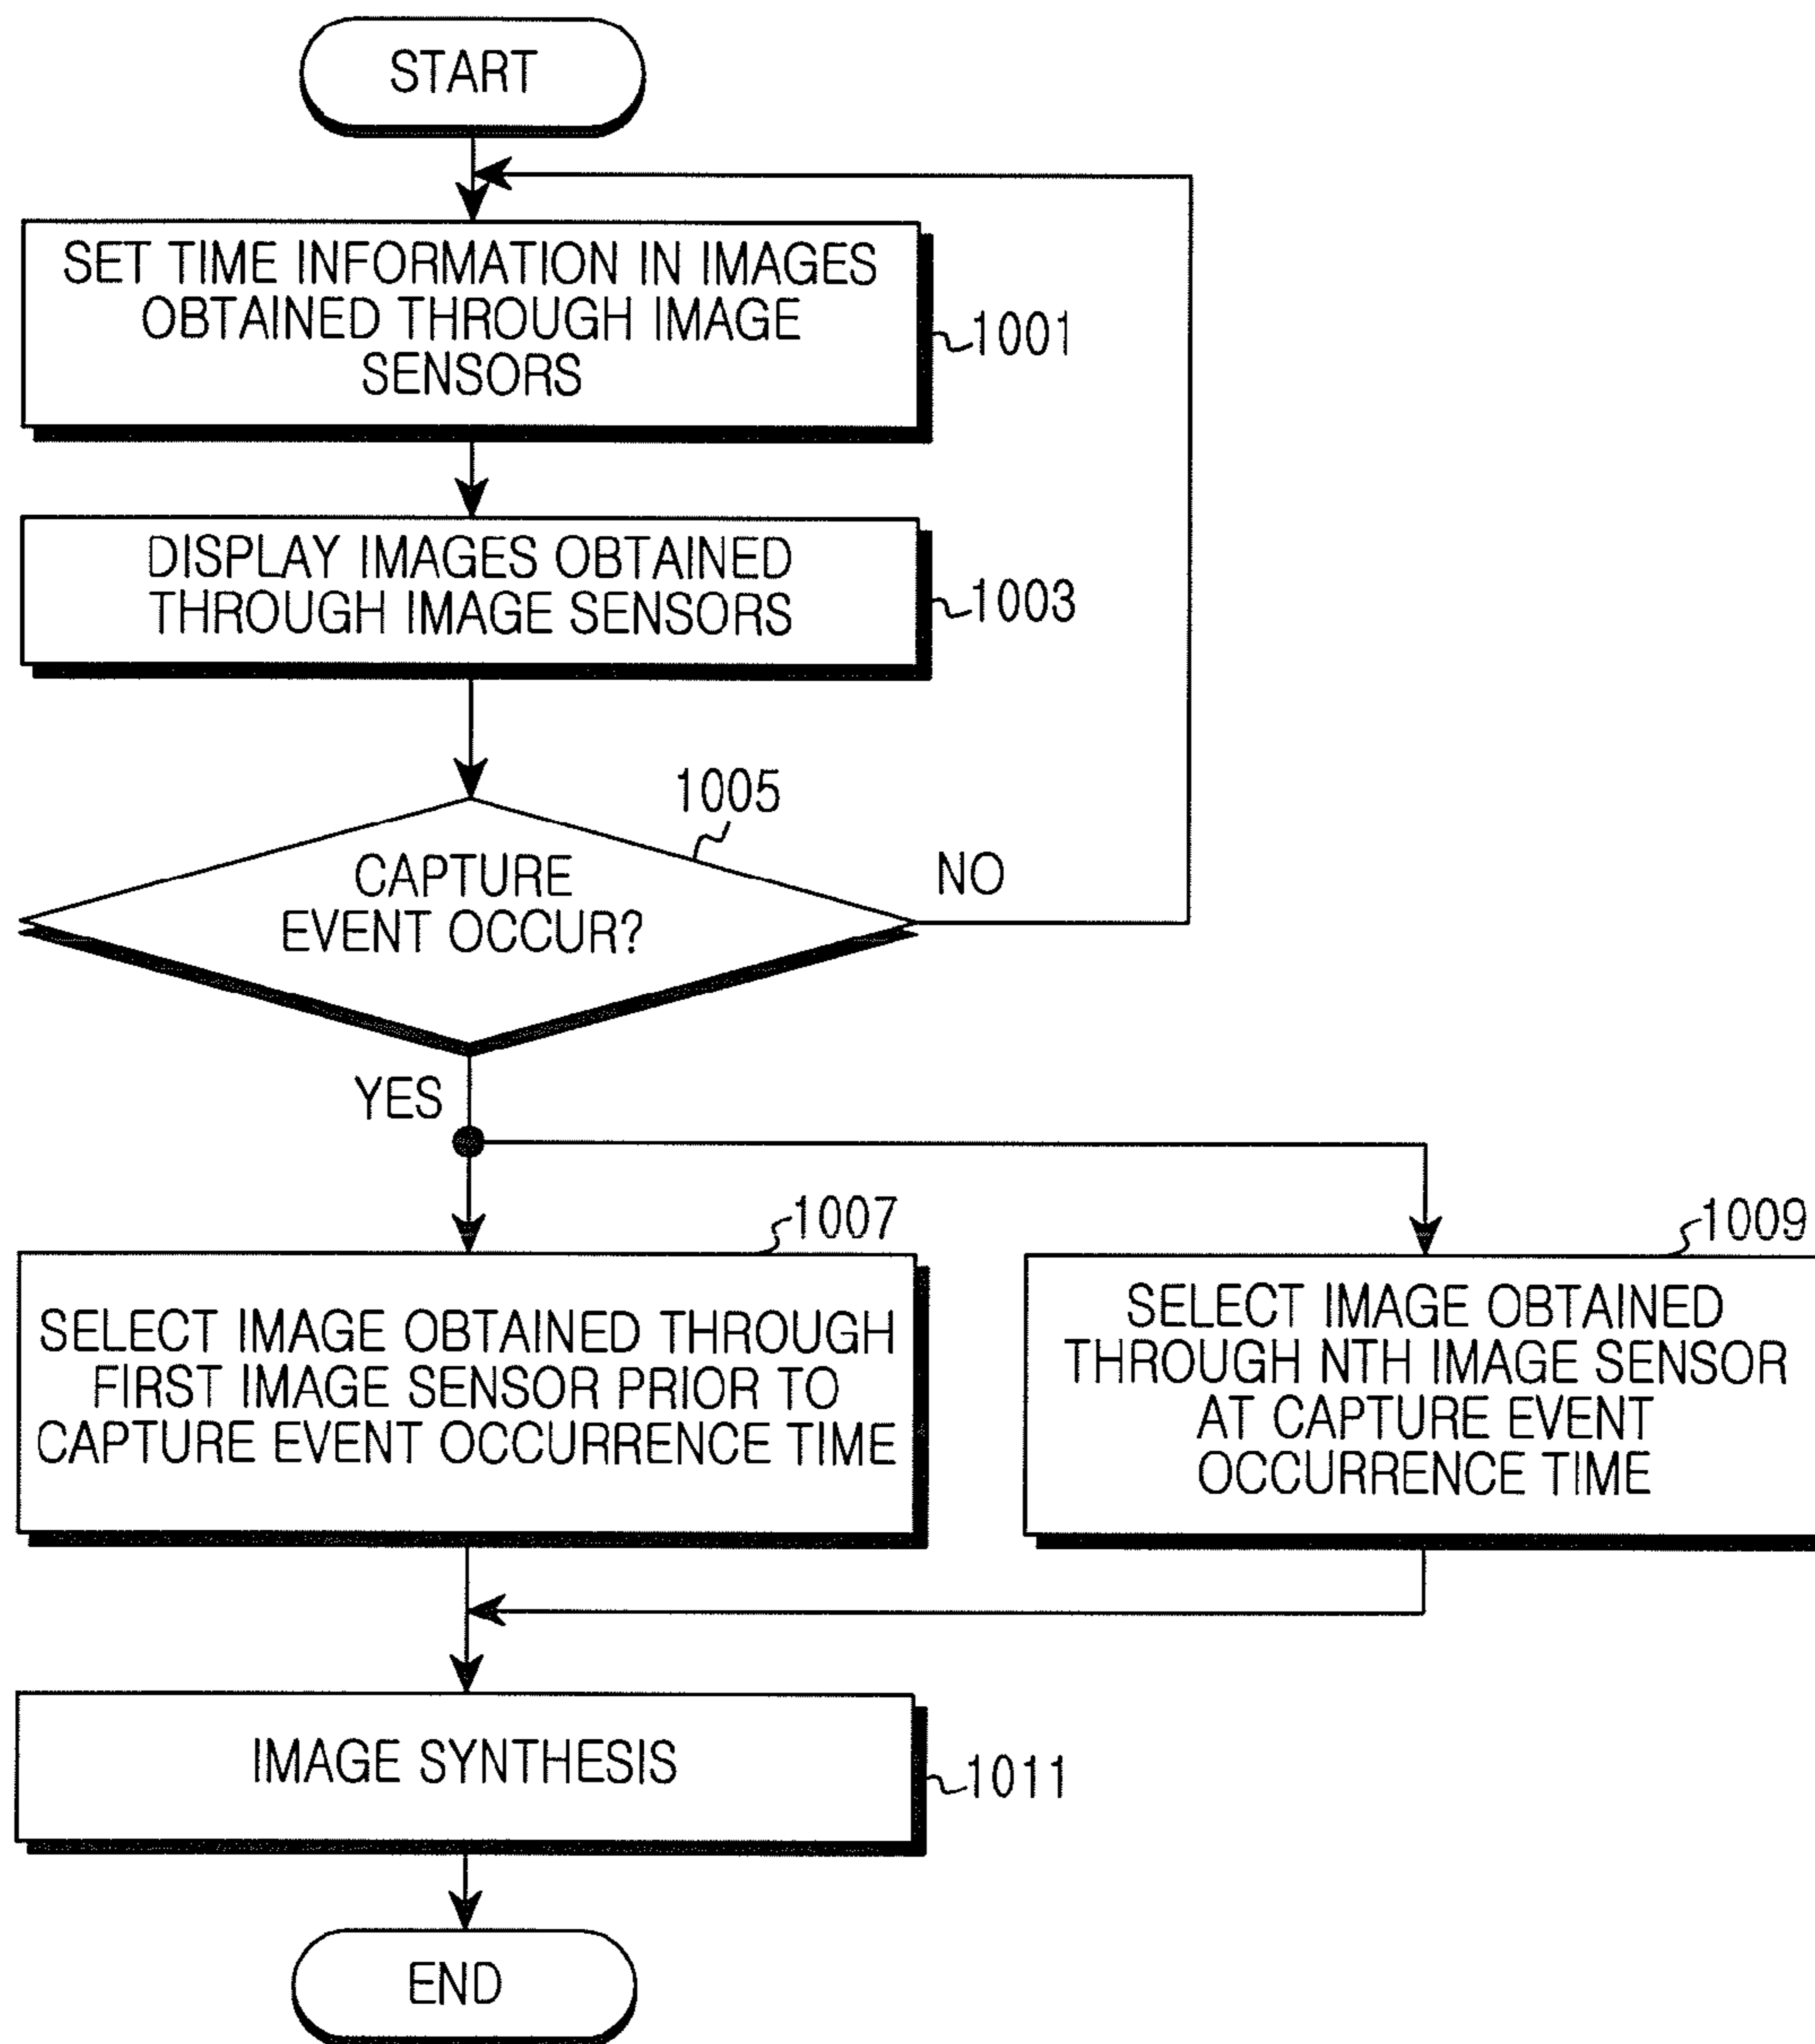 START
SET TIME INFORMATION IN IMAGES
OBTAINED THROUGH IMAGE
SENSORS
1001
DISPLAY IMAGES OBTAINED
THROUGH IMAGE SENSORS
1003
1005
CAPTURE
EVENT OCCUR?
NO
YES
1007
SELECT IMAGE OBTAINED THROUGH
FIRST IMAGE SENSOR PRIOR TO
CAPTURE EVENT OCCURRENCE TIME
1009
SELECT IMAGE OBTAINED
THROUGH NTH IMAGE SENSOR
AT CAPTURE EVENT
OCCURRENCE TIME
IMAGE SYNTHESIS
1011
END